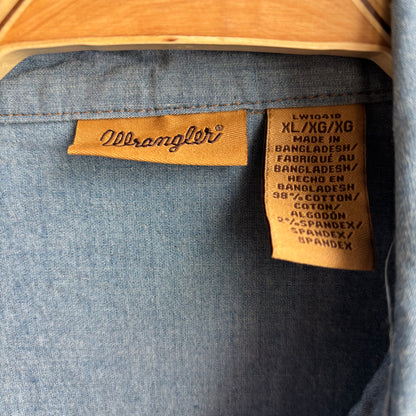 Wrangler®
LW1041D
XL/XG/XG
MADE IN
BANGLADESH/
FABRIQUÉ AU
BANGLADESH/
HECHO EN
BANGLADESH
98% COTTON/
COTON/
ALGODÓN
2% SPANDEX/
SPANDEX/
SPANDEX